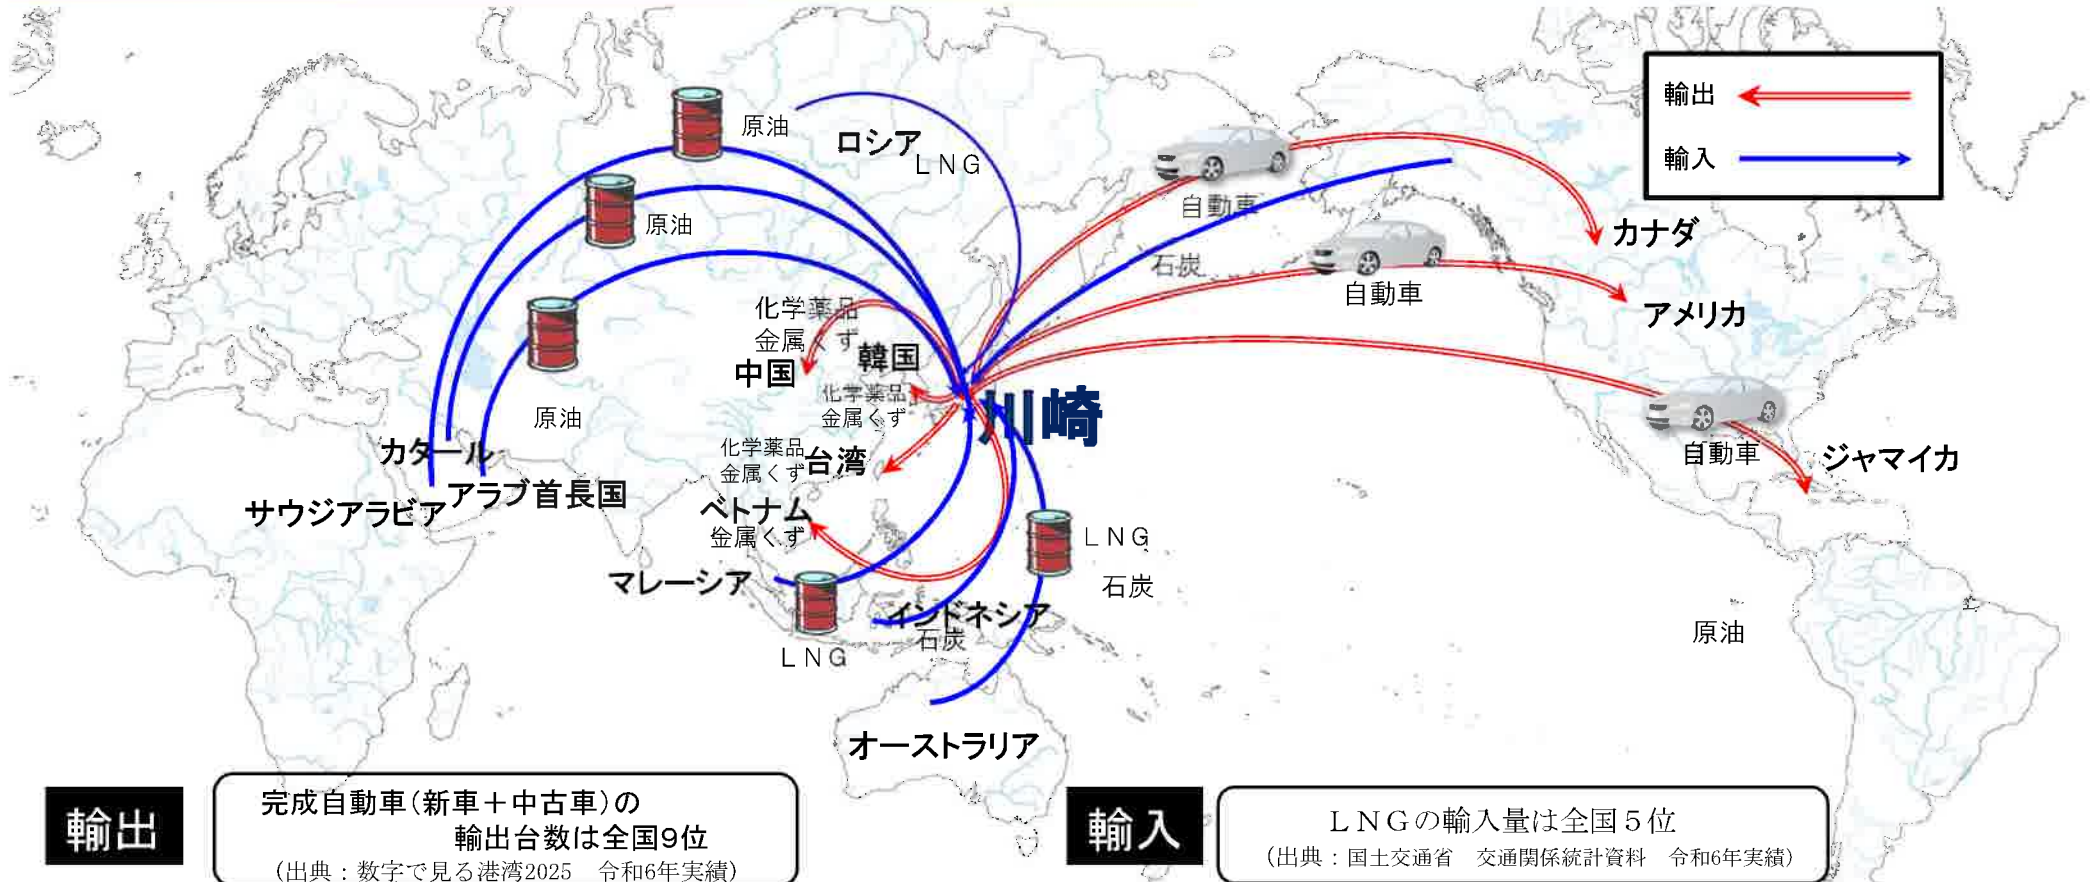 輸出
輸入
原油
ロシア
LNG
原油
自動車
石炭
カナダ
自動車
アメリカ
化学薬品
金属くず
中国
韓国
化学薬品
金属くず
川崎
原油
カタール
サウジアラビア
アラブ首長国
化学薬品
金属くず
台湾
ベトナム
金属くず
自動車
ジャマイカ
LNG
石炭
マレーシア
インドネシア
石炭
LNG
原油
オーストラリア
輸出
完成自動車(新車+中古車)の
輸出台数は全国9位
(出典:数字で見る港湾2025 令和6年実績)
輸入
LNGの輸入量は全国5位
(出典:国土交通省 交通関係統計資料 令和6年実績)